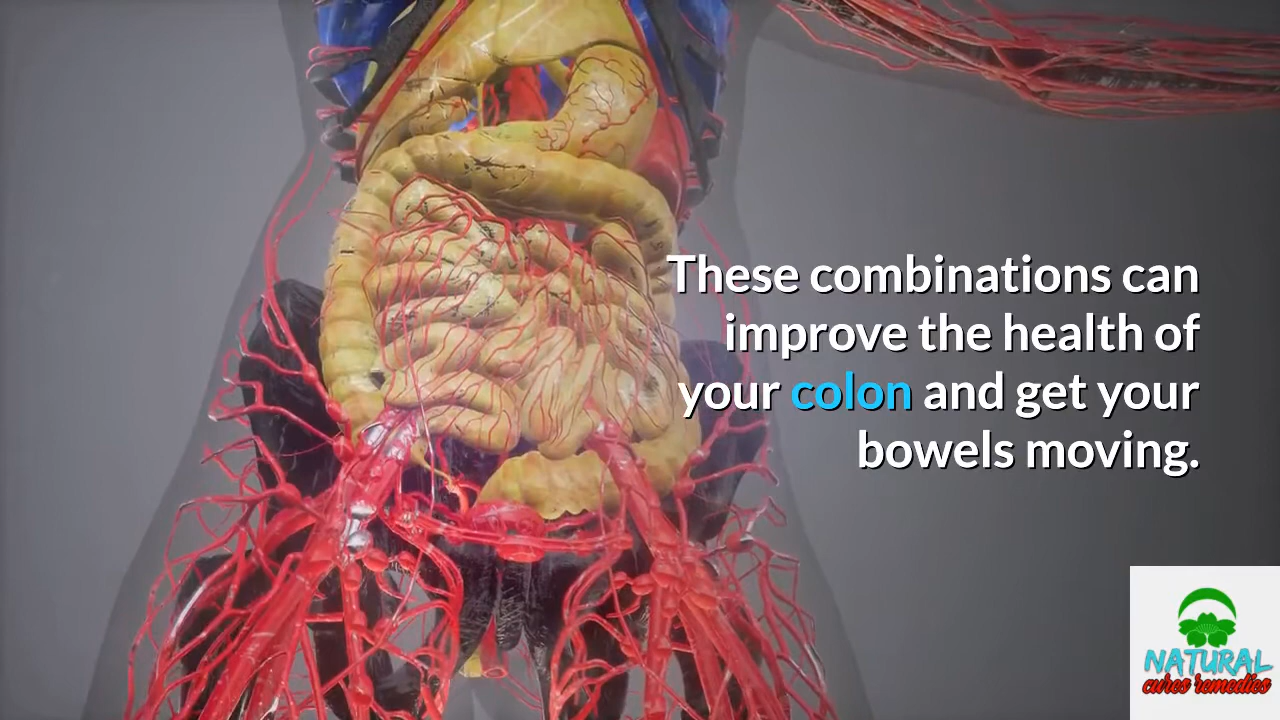 These combinations can
improve the health of
your colon and get your
bowels moving.
NATURAL
cures remedies